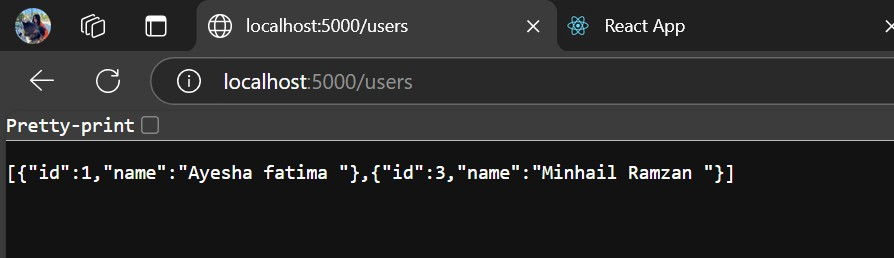 localhost:5000/users
React App
localhost:5000/users
Pretty-print
[{"id":1,"name":"Ayesha fatima "},{"id":3,"name":"Minhail Ramzan "}]